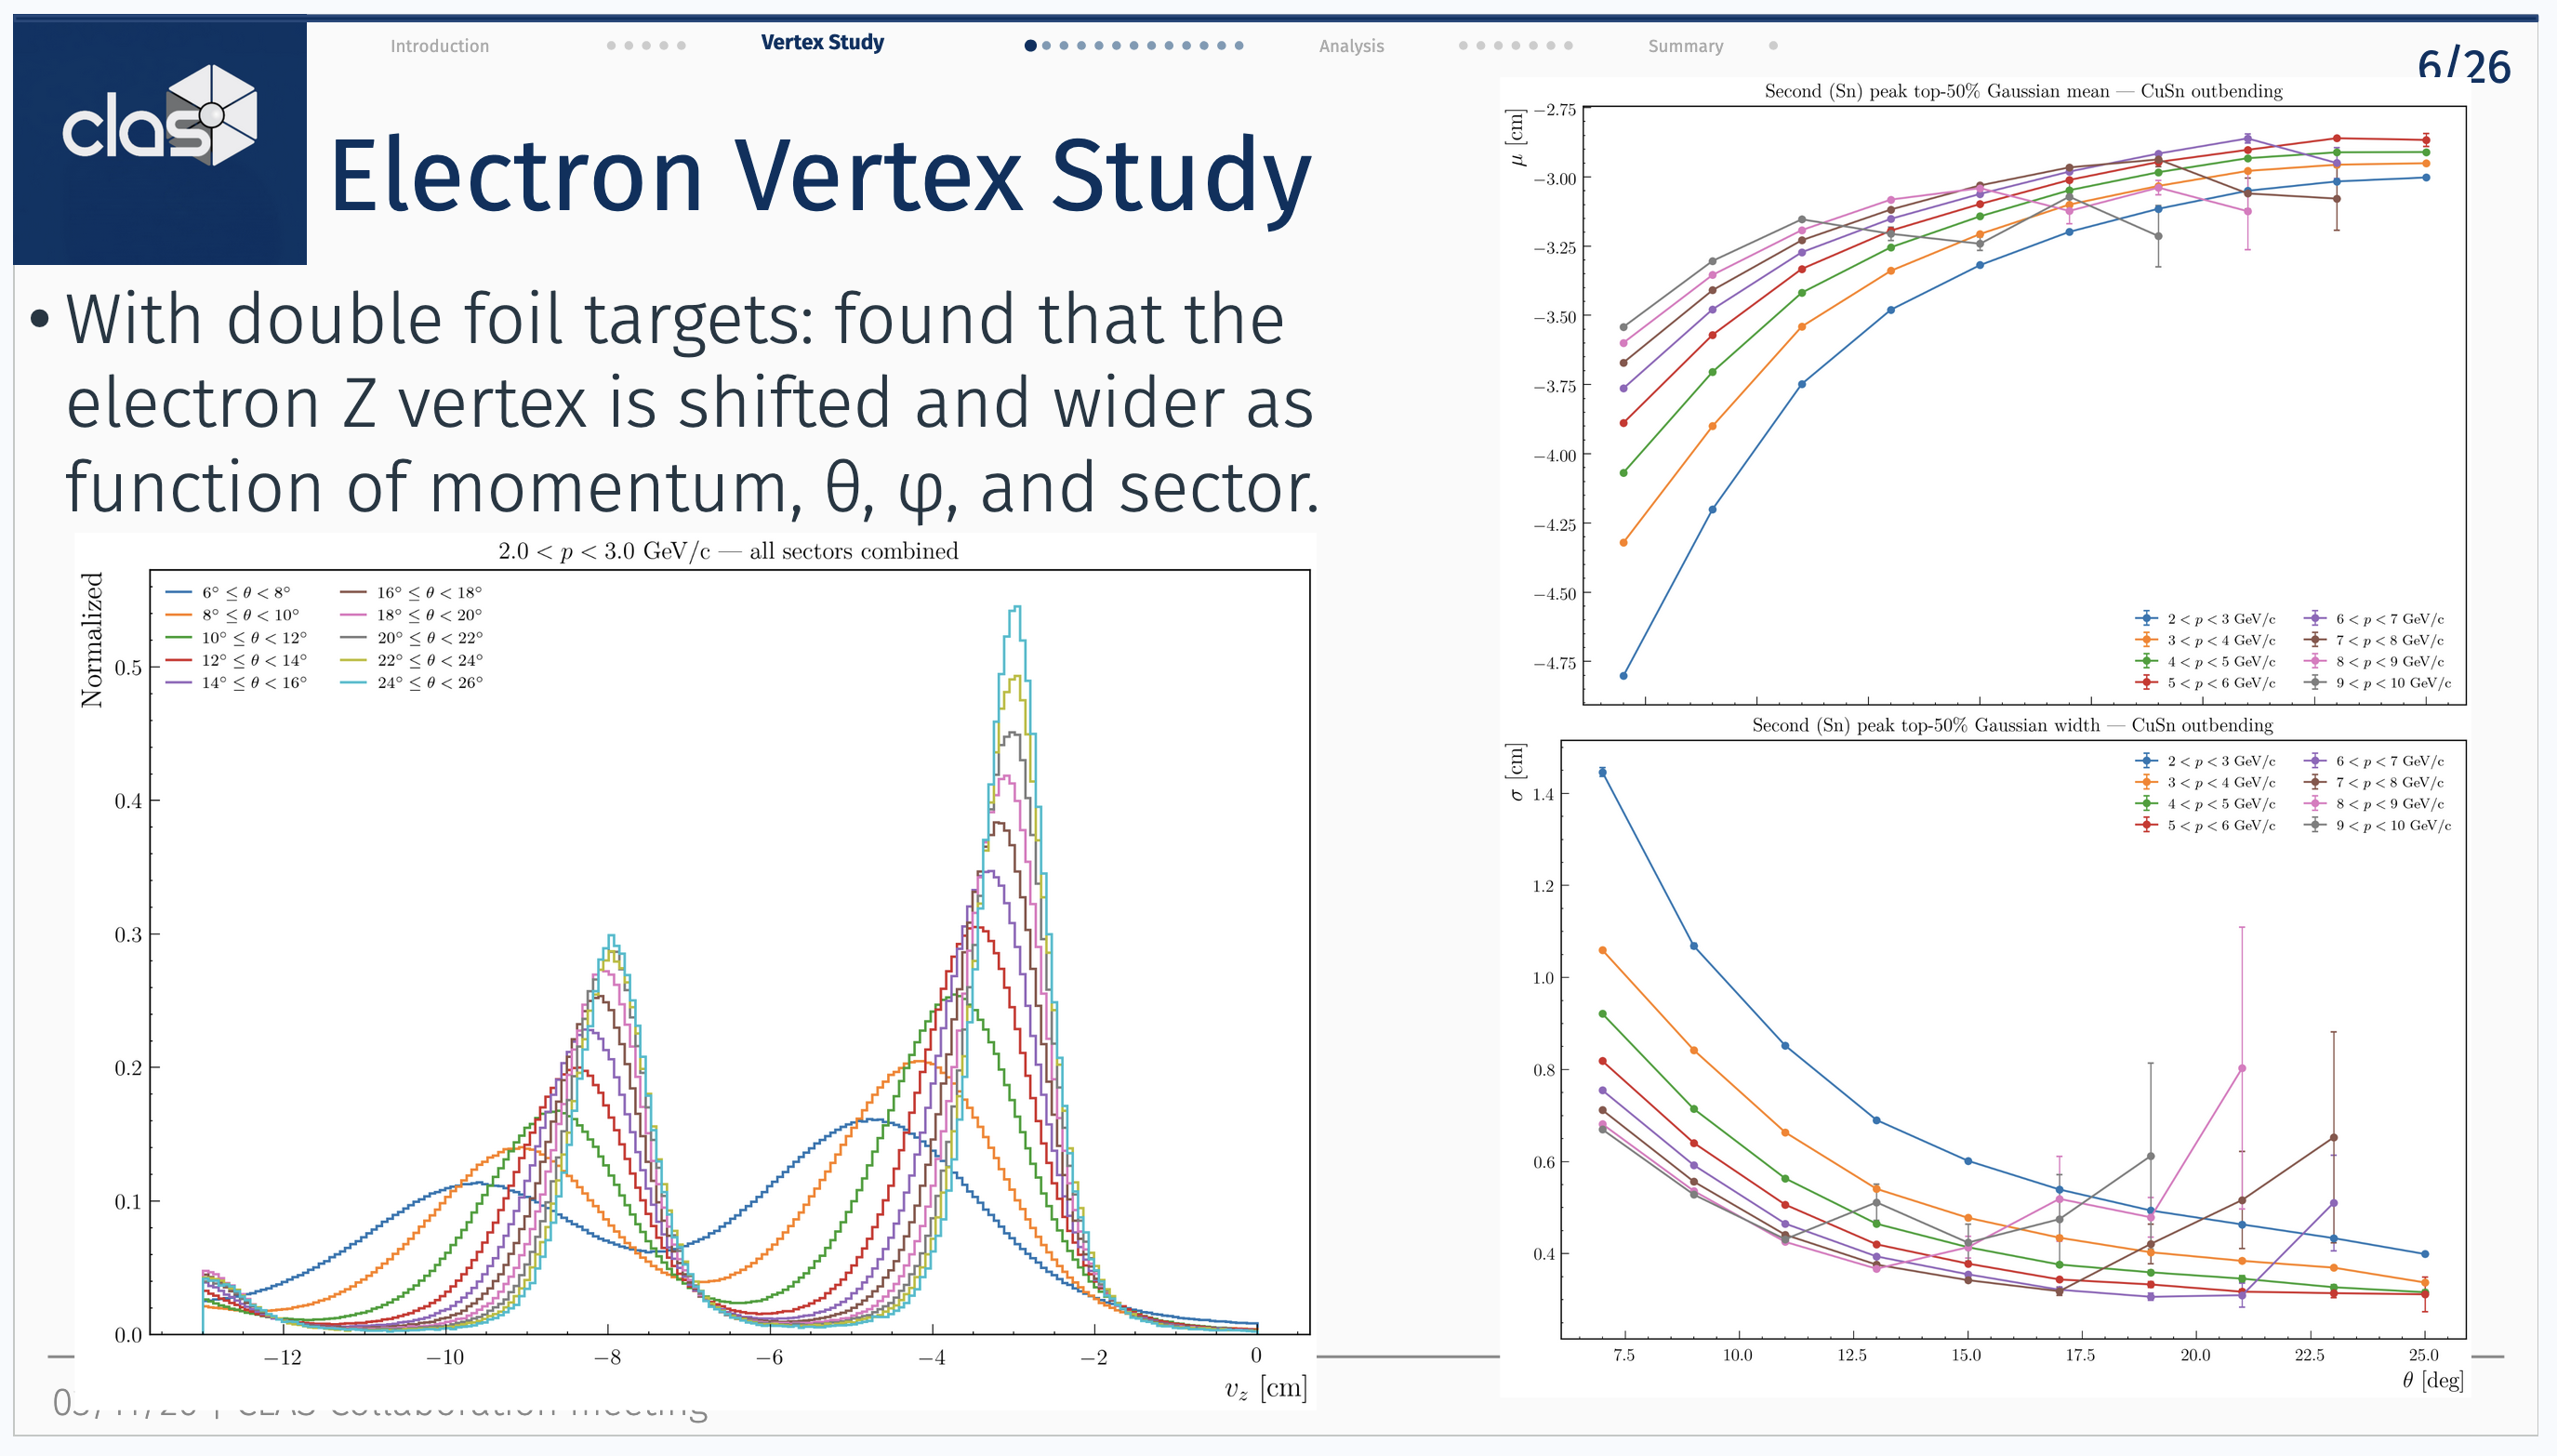 Introduction
Vertex Study
Analysis
Summary
6/26
clas
Electron Vertex Study
• With double foil targets: found that the
electron Z vertex is shifted and wider as
function of momentum, θ, φ, and sector.
2.0 < p < 3.0 GeV/c — all sectors combined
Normalized
6° ≤ θ < 8°
8° ≤ θ < 10°
10° ≤ θ < 12°
12° ≤ θ < 14°
14° ≤ θ < 16°
16° ≤ θ < 18°
18° ≤ θ < 20°
20° ≤ θ < 22°
22° ≤ θ < 24°
24° ≤ θ < 26°
0.5
0.4
0.3
0.2
0.1
0.0
−12 −10 −8 −6 −4 −2 0
v_z [cm]
Second (Sn) peak top-50% Gaussian mean — CuSn outbending
μ [cm]
−2.75
−3.00
−3.25
−3.50
−3.75
−4.00
−4.25
−4.50
−4.75
2 < p < 3 GeV/c
3 < p < 4 GeV/c
4 < p < 5 GeV/c
5 < p < 6 GeV/c
6 < p < 7 GeV/c
7 < p < 8 GeV/c
8 < p < 9 GeV/c
9 < p < 10 GeV/c
Second (Sn) peak top-50% Gaussian width — CuSn outbending
σ [cm]
1.4
1.2
1.0
0.8
0.6
0.4
2 < p < 3 GeV/c
3 < p < 4 GeV/c
4 < p < 5 GeV/c
5 < p < 6 GeV/c
6 < p < 7 GeV/c
7 < p < 8 GeV/c
8 < p < 9 GeV/c
9 < p < 10 GeV/c
7.5 10.0 12.5 15.0 17.5 20.0 22.5 25.0
θ [deg]
CLAS Collaboration meeting